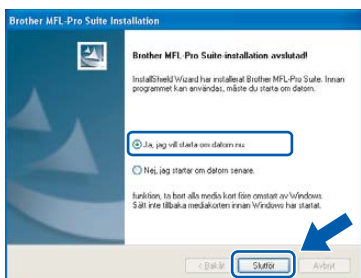 Brother MFL-Pro Suite Installation
Brother MFL-Pro Suite-installation avslutad!
InstallShield Wizard har installerat Brother MFL-Pro Suite. Innan
programmet kan användas, måste du starta om datorn.
Ja, jag vill starta om datorn nu.
Nej, jag startar om datorn senare.
funktion, ta bort alla media kort före omstart av Windows.
Sätt inte tillbaka mediakorten innan Windows har startat.
< Bakåt
Slutför
Avbryt